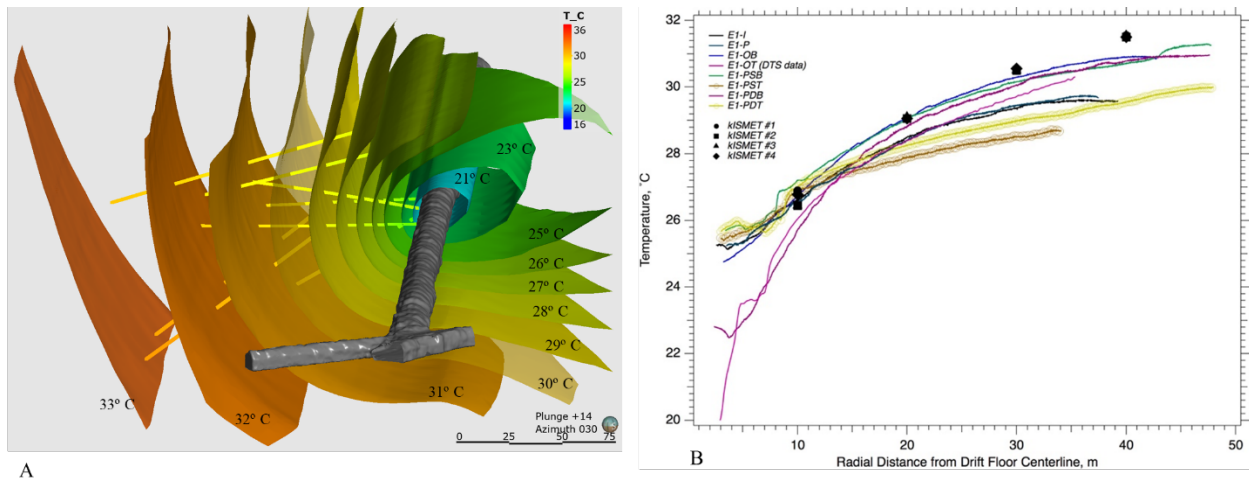 T_C
36
30
25
20
16
23° C
21° C
25° C
26° C
27° C
28° C
29° C
30° C
31° C
32° C
33° C
Plunge +14
Azimuth 030
0 25 50 75
A
32
30
28
26
24
22
20
Temperature, °C
E1-I
E1-P
E1-OB
E1-OT (DTS data)
E1-PSB
E1-PST
E1-PDB
E1-PDT
kISMET #1
kISMET #2
kISMET #3
kISMET #4
10 20 30 40 50
Radial Distance from Drift Floor Centerline, m
B